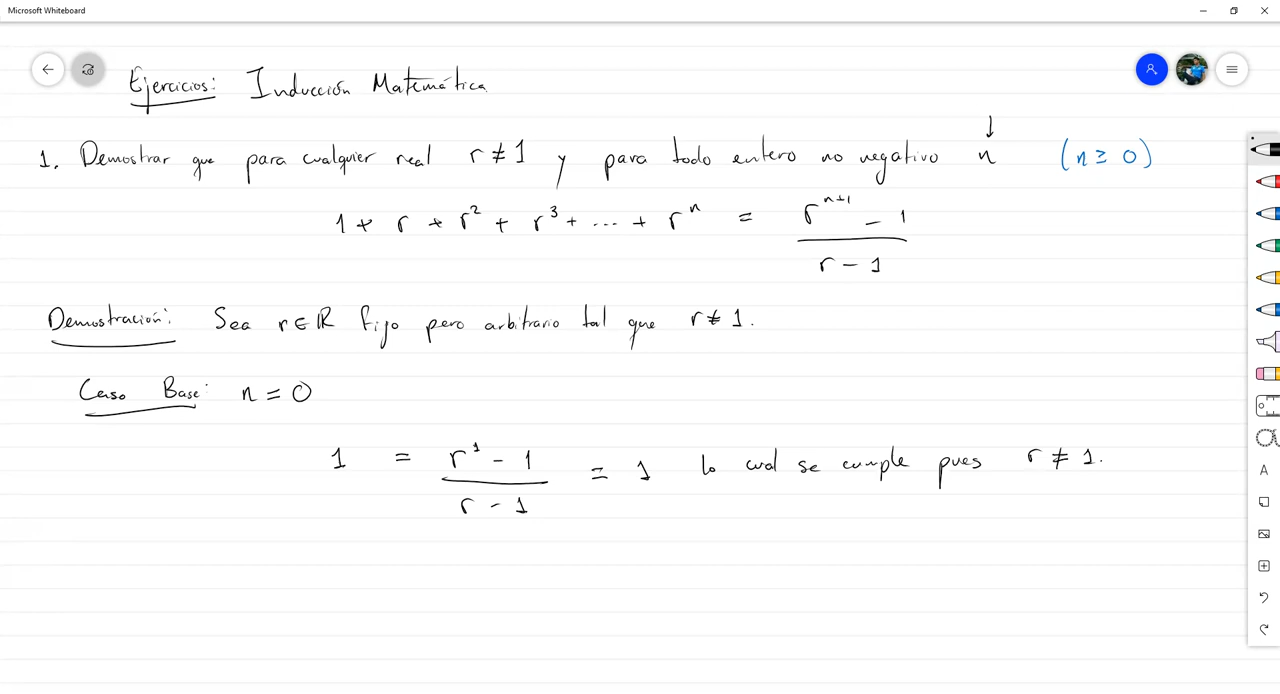 Microsoft Whiteboard
Ejercicios: Inducción Matemática
1. Demostrar que para cualquier real r ≠ 1 y para todo entero no negativo n (n ≥ 0)
1 + r + r² + r³ + ... + rⁿ = (rⁿ⁺¹ - 1) / (r - 1)
Demostración: Sea r ∈ ℝ fijo pero arbitrario tal que r ≠ 1.
Caso Base: n = 0
1 = (r¹ - 1) / (r - 1) = 1 lo cual se cumple pues r ≠ 1.
A